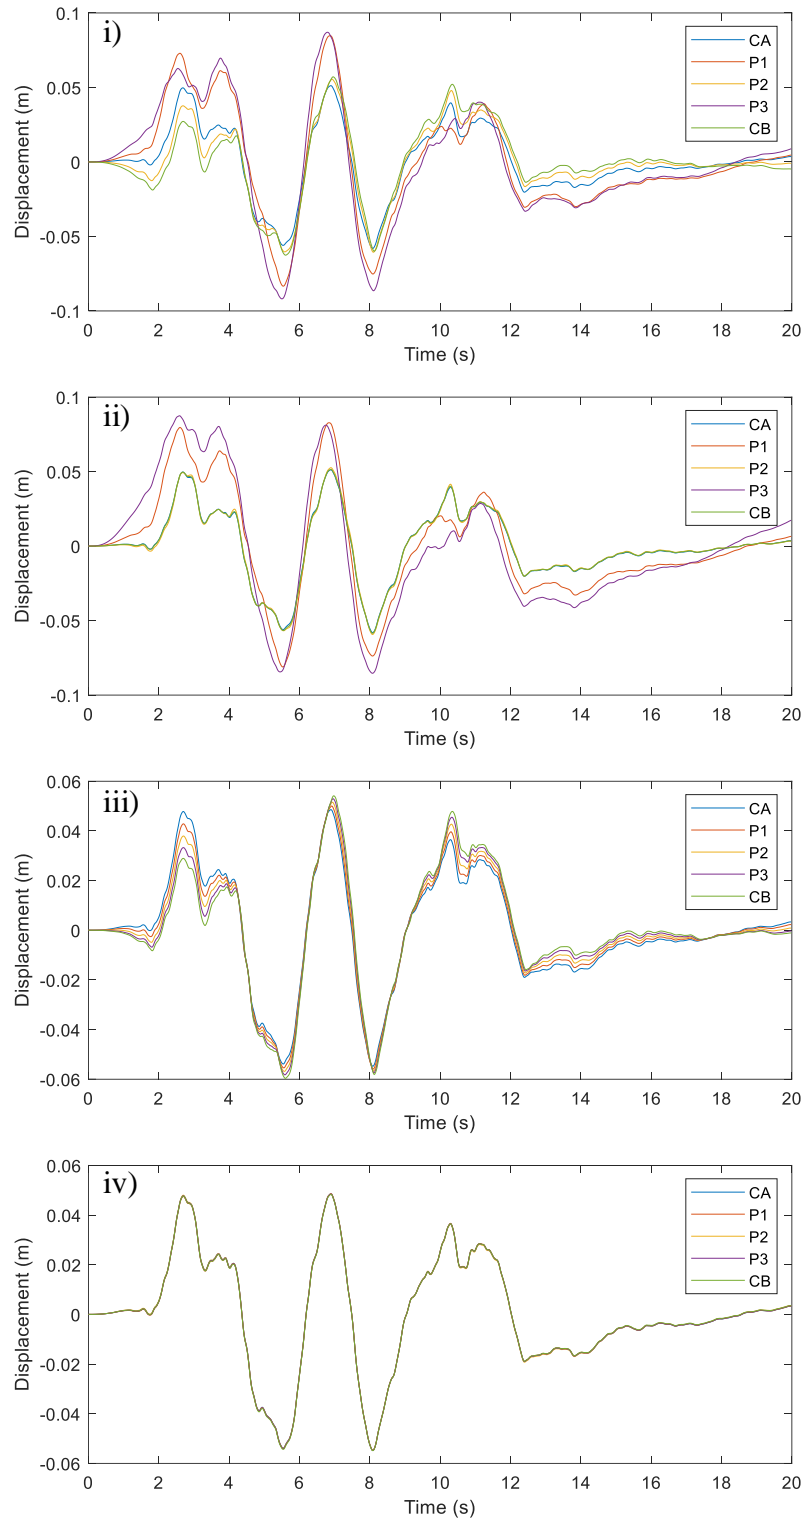 i)
0.1
0.05
0
-0.05
-0.1
Displacement (m)
CA
P1
P2
P3
CB
0 2 4 6 8 10 12 14 16 18 20
Time (s)
ii)
0.1
0.05
0
-0.05
-0.1
Displacement (m)
CA
P1
P2
P3
CB
0 2 4 6 8 10 12 14 16 18 20
Time (s)
iii)
0.06
0.04
0.02
0
-0.02
-0.04
-0.06
Displacement (m)
CA
P1
P2
P3
CB
0 2 4 6 8 10 12 14 16 18 20
Time (s)
iv)
0.06
0.04
0.02
0
-0.02
-0.04
-0.06
Displacement (m)
CA
P1
P2
P3
CB
0 2 4 6 8 10 12 14 16 18 20
Time (s)